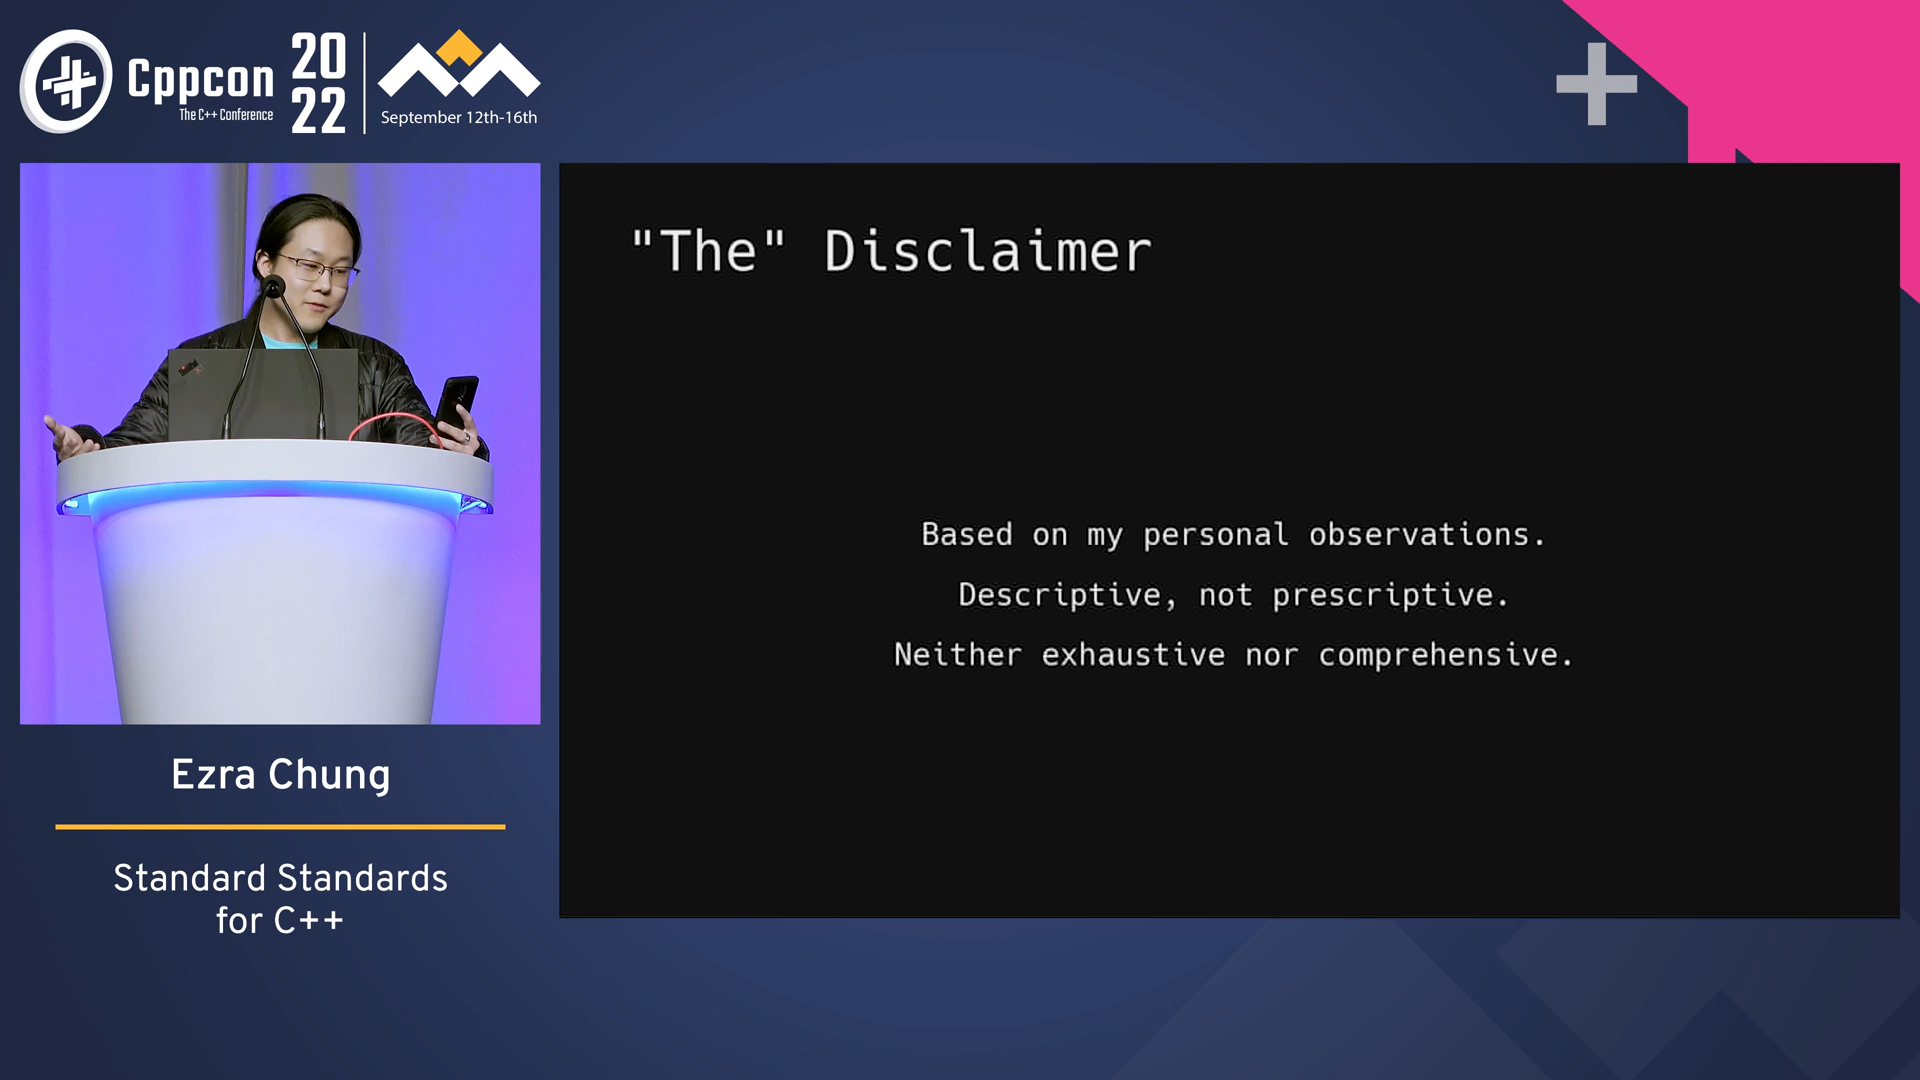 Cppcon
The C++ Conference
20
22
September 12th-16th
"The" Disclaimer
Based on my personal observations.
Descriptive, not prescriptive.
Neither exhaustive nor comprehensive.
Ezra Chung
Standard Standards
for C++